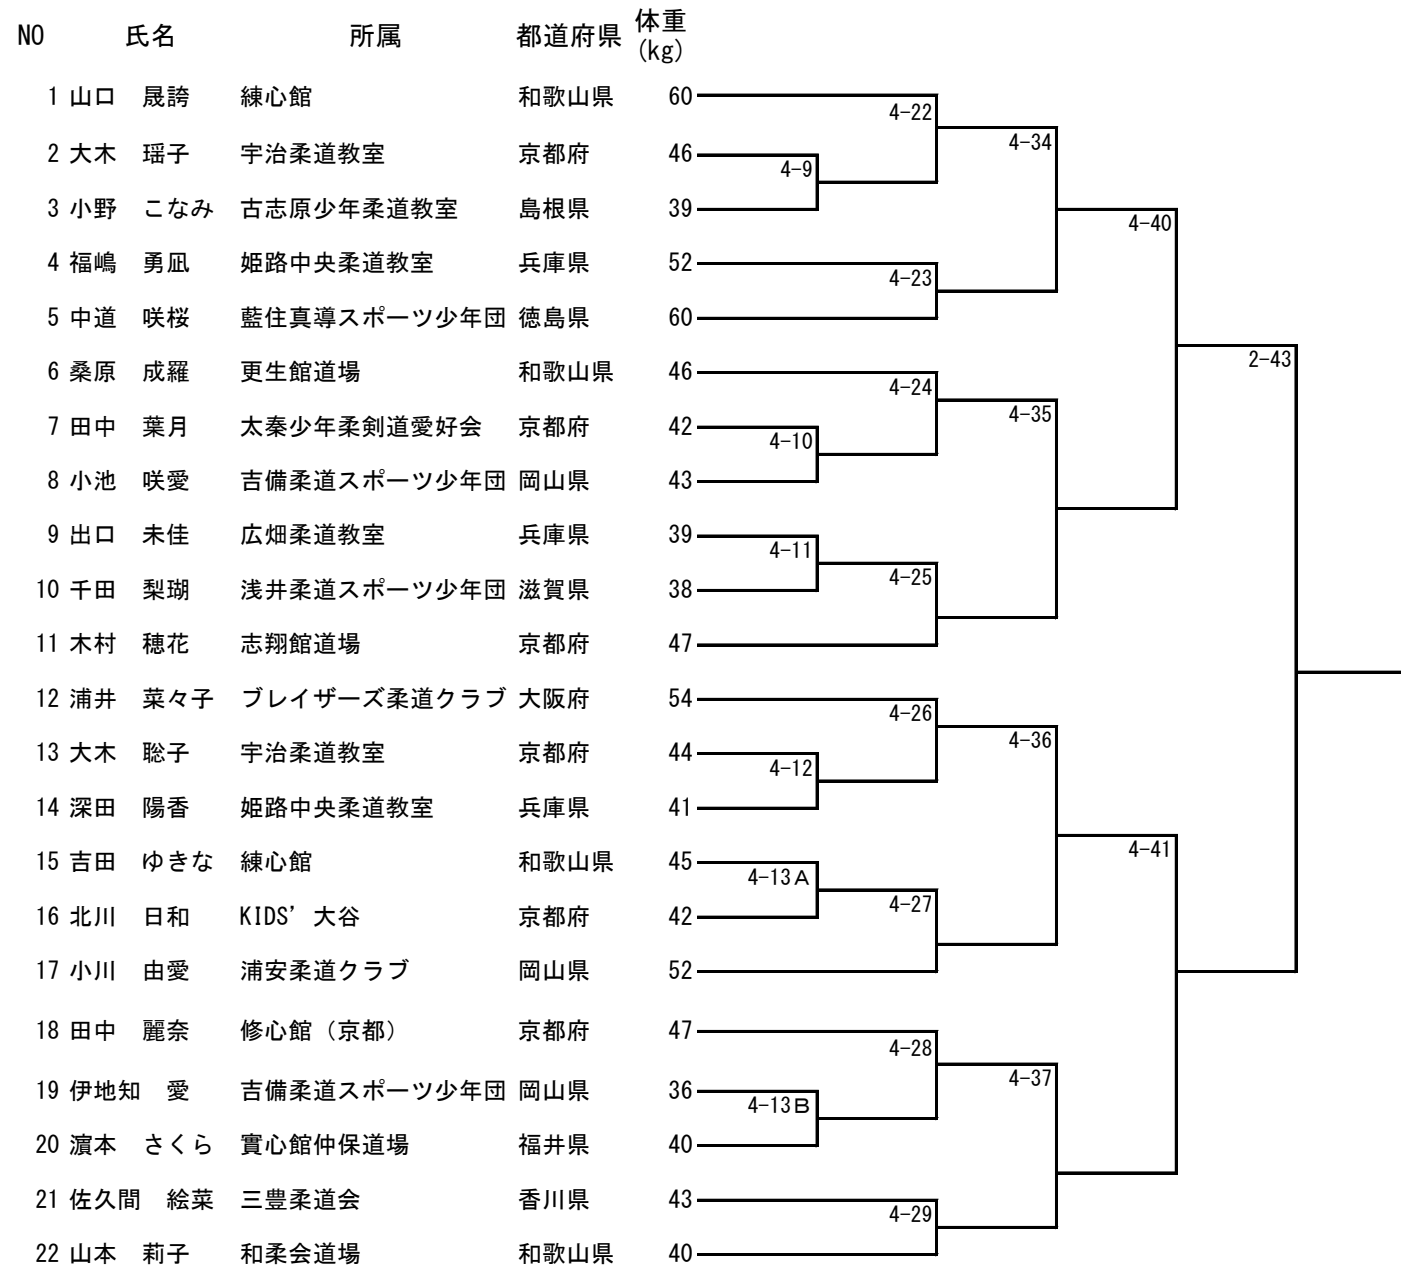 NO 氏名 所属 都道府県 体重(kg)
1 山口 晟誇 練心館 和歌山県 60
4-22
4-34
2 大木 瑶子 宇治柔道教室 京都府 46
4-9
3 小野 こなみ 古志原少年柔道教室 島根県 39
4-40
4 福嶋 勇凪 姫路中央柔道教室 兵庫県 52
4-23
5 中道 咲桜 藍住真導スポーツ少年団 徳島県 60
2-43
6 桑原 成羅 更生館道場 和歌山県 46
4-24
4-35
7 田中 葉月 太秦少年柔剣道愛好会 京都府 42
4-10
8 小池 咲愛 吉備柔道スポーツ少年団 岡山県 43
9 出口 未佳 広畑柔道教室 兵庫県 39
4-11
4-25
10 千田 梨瑚 浅井柔道スポーツ少年団 滋賀県 38
11 木村 穂花 志翔館道場 京都府 47
12 浦井 菜々子 ブレイザーズ柔道クラブ 大阪府 54
4-26
4-36
13 大木 聡子 宇治柔道教室 京都府 44
4-12
14 深田 陽香 姫路中央柔道教室 兵庫県 41
4-41
15 吉田 ゆきな 練心館 和歌山県 45
4-13A
4-27
16 北川 日和 KIDS' 大谷 京都府 42
17 小川 由愛 浦安柔道クラブ 岡山県 52
18 田中 麗奈 修心館（京都） 京都府 47
4-28
4-37
19 伊地知 愛 吉備柔道スポーツ少年団 岡山県 36
4-13B
20 濵本 さくら 實心館仲保道場 福井県 40
21 佐久間 絵菜 三豊柔道会 香川県 43
4-29
22 山本 莉子 和柔会道場 和歌山県 40